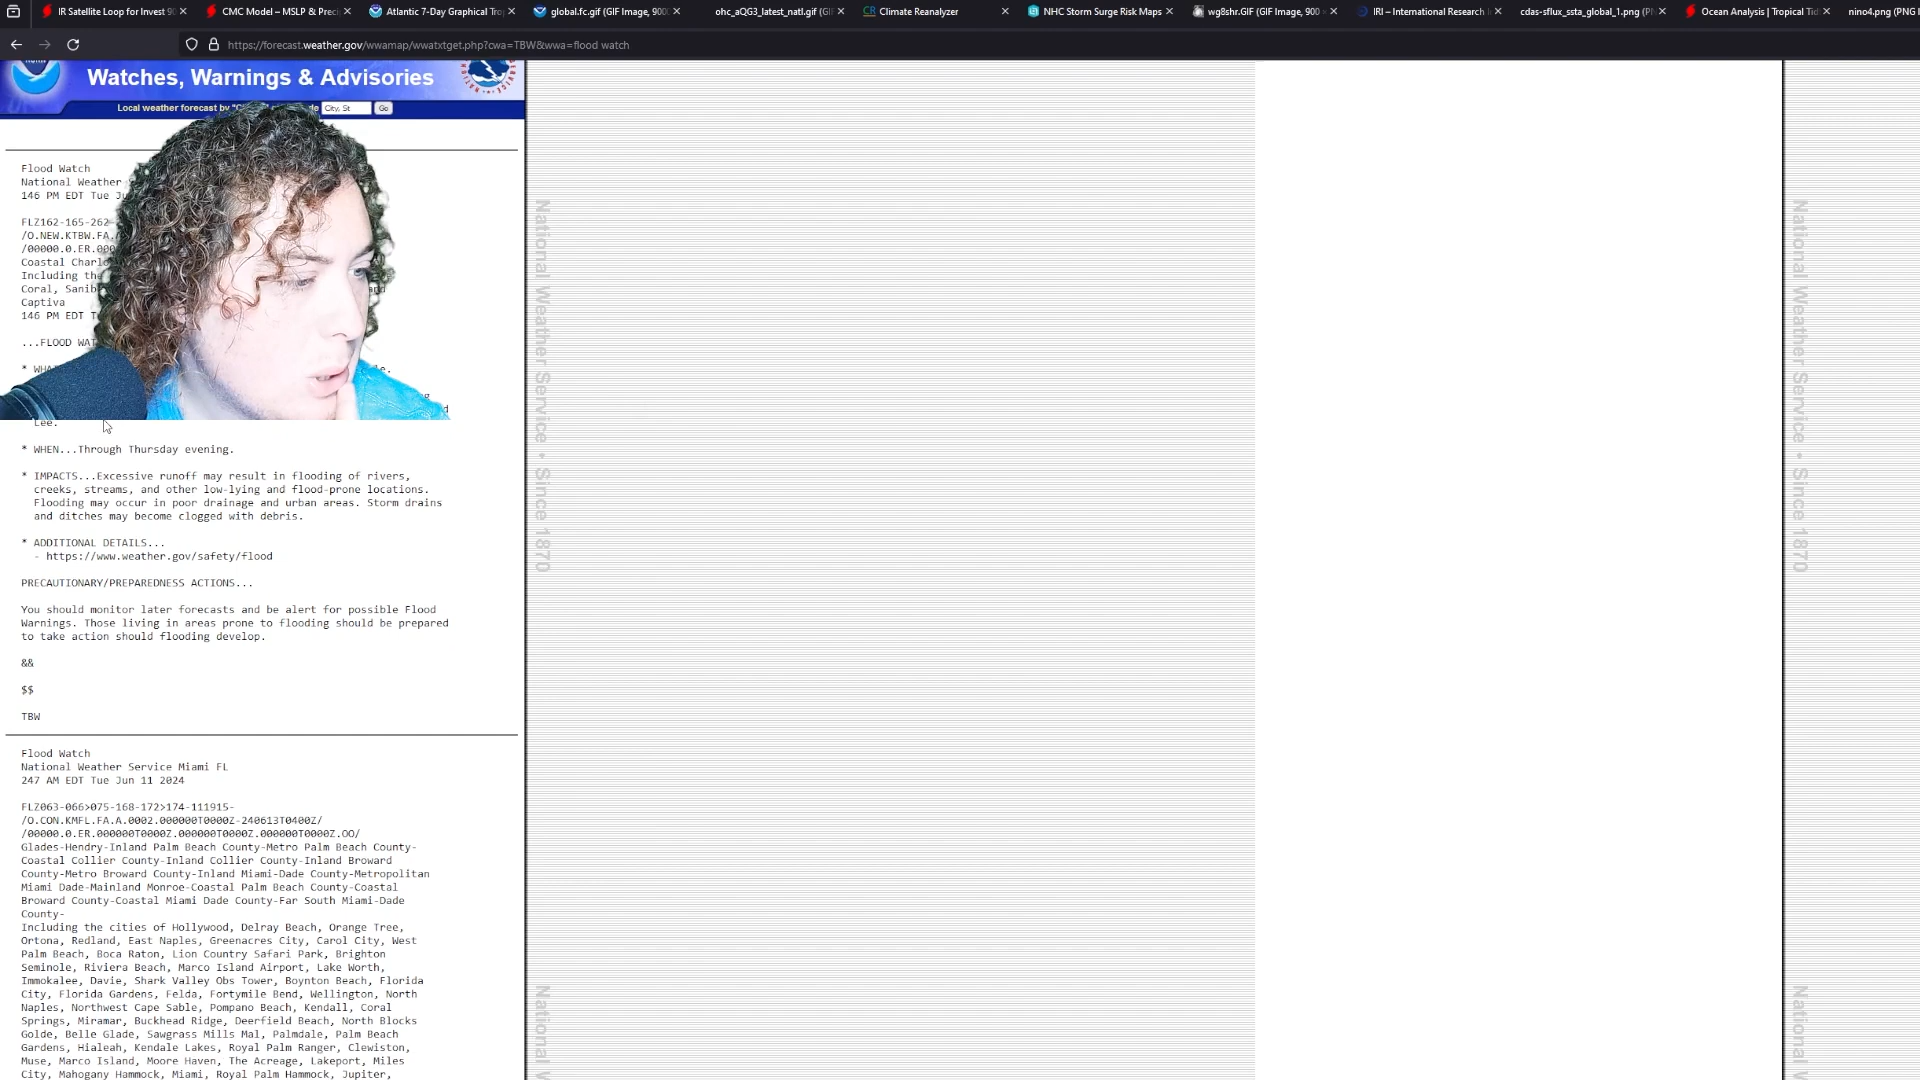 IR Satellite Loop for Invest 9
CMC Model – MSLP & Preci
Atlantic 7-Day Graphical Tro
global.fc.gif (GIF Image, 900
ohc_aQG3_latest_natl.gif (GI
Climate Reanalyzer
NHC Storm Surge Risk Maps
wg8shr.GIF (GIF Image, 900 ×
IRI – International Research I
cdas-sflux_ssta_global_1.png (P
Ocean Analysis | Tropical Tid
nino4.png (PNG I
https://forecast.weather.gov/wwamap/wwatxtget.php?cwa=TBW&wwa=flood watch
Watches, Warnings & Advisories
Local weather forecast by
City, St
Go
Flood Watch
National Weather
146 PM EDT Tue
FLZ162-165-262-
/O.NEW.KTBW.FA.
/00000.0.ER.
Coastal
Including the
Coral,
Captiva
146 PM EDT
...FLOOD
*
Lee.
* WHEN...Through Thursday evening.
* IMPACTS...Excessive runoff may result in flooding of rivers,
creeks, streams, and other low-lying and flood-prone locations.
Flooding may occur in poor drainage and urban areas. Storm drains
and ditches may become clogged with debris.
* ADDITIONAL DETAILS...
- https://www.weather.gov/safety/flood
PRECAUTIONARY/PREPAREDNESS ACTIONS...
You should monitor later forecasts and be alert for possible Flood
Warnings. Those living in areas prone to flooding should be prepared
to take action should flooding develop.
&&
$$
TBW
Flood Watch
National Weather Service Miami FL
247 AM EDT Tue Jun 11 2024
FLZ063-066>075-168-172>174-111915-
/O.CON.KMFL.FA.A.0002.000000T0000Z-240613T0400Z/
/00000.0.ER.000000T0000Z.000000T0000Z.000000T0000Z.OO/
Glades-Hendry-Inland Palm Beach County-Metro Palm Beach County-
Coastal Collier County-Inland Collier County-Inland Broward
County-Metro Broward County-Inland Miami-Dade County-Metropolitan
Miami Dade-Mainland Monroe-Coastal Palm Beach County-Coastal
Broward County-Coastal Miami Dade County-Far South Miami-Dade
County-
Including the cities of Hollywood, Delray Beach, Orange Tree,
Ortona, Redland, East Naples, Greenacres City, Carol City, West
Palm Beach, Boca Raton, Lion Country Safari Park, Brighton
Seminole, Riviera Beach, Marco Island Airport, Lake Worth,
Immokalee, Davie, Shark Valley Obs Tower, Boynton Beach, Florida
City, Florida Gardens, Felda, Fortymile Bend, Wellington, North
Naples, Northwest Cape Sable, Pompano Beach, Kendall, Coral
Springs, Miramar, Buckhead Ridge, Deerfield Beach, North Blocks
Golde, Belle Glade, Sawgrass Mills Mal, Palmdale, Palm Beach
Gardens, Hialeah, Kendale Lakes, Royal Palm Ranger, Clewiston,
Muse, Marco Island, Moore Haven, The Acreage, Lakeport, Miles
City, Mahogany Hammock, Miami, Royal Palm Hammock, Jupiter,
National Weather Service • Since 1870
National W
National Weather Service • Since 1870
National W